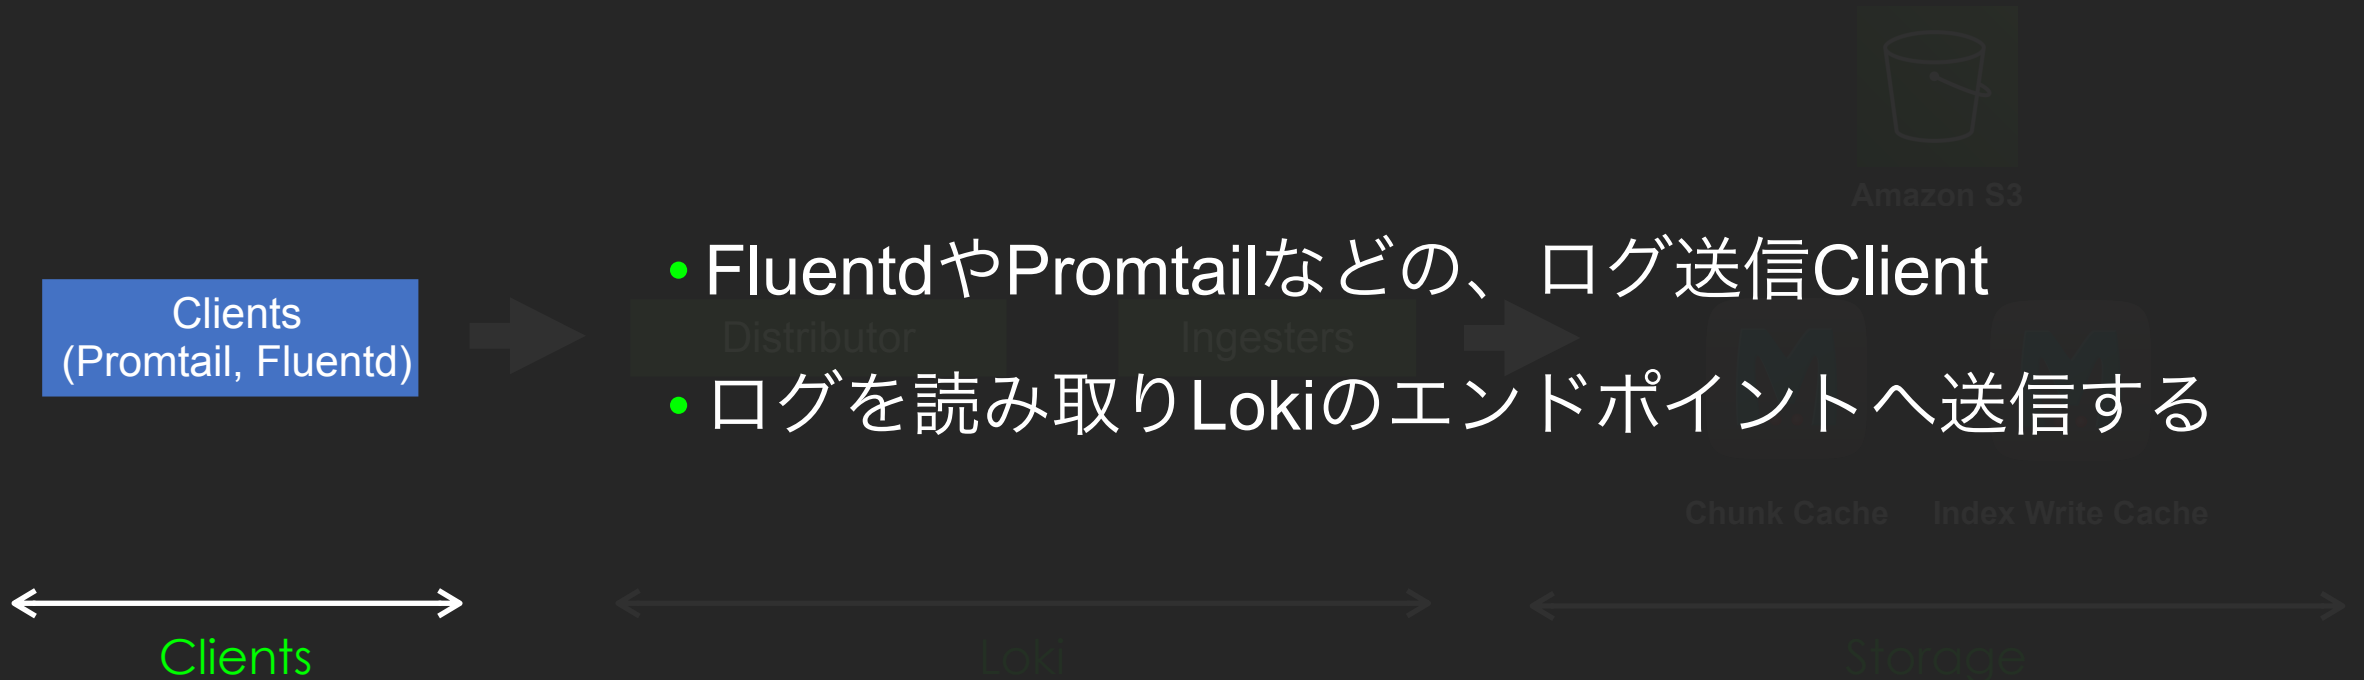 Amazon S3
Clients
(Promtail, Fluentd)
• FluentdやPromtailなどの、ログ送信Client
• ログを読み取りLokiのエンドポイントへ送信する
Distributor
Ingesters
Chunk Cache
Index Write Cache
Clients
Loki
Storage